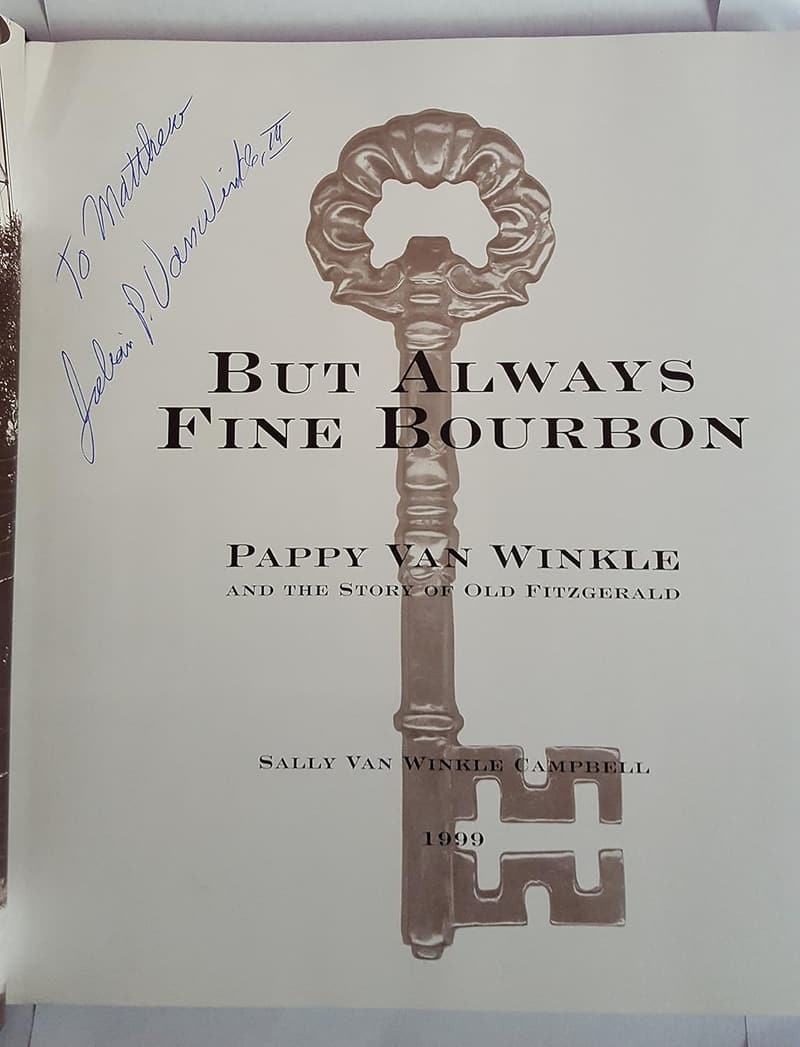 To Matthew
Julian P. Van Winkle, III
BUT ALWAYS
FINE BOURBON
PAPPY VAN WINKLE
AND THE STORY OF OLD FITZGERALD
SALLY VAN WINKLE CAMPBELL
1999